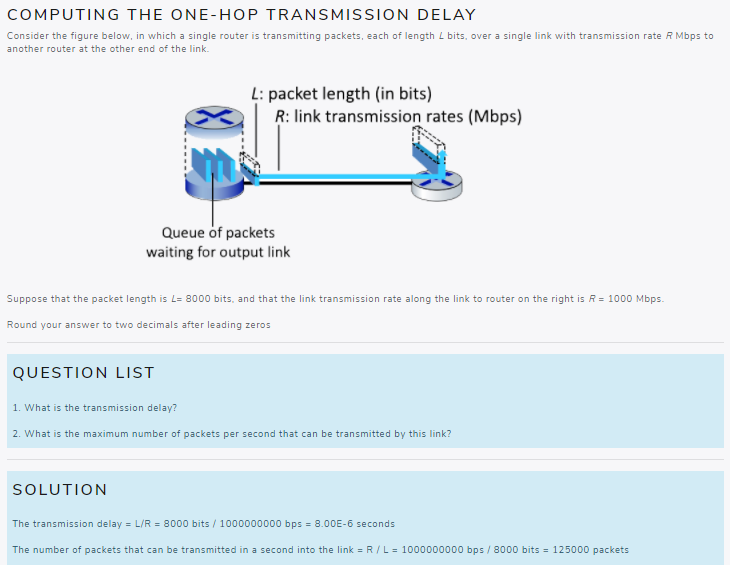 COMPUTING THE ONE-HOP TRANSMISSION DELAY
Consider the figure below, in which a single router is transmitting packets, each of length L bits, over a single link with transmission rate R Mbps to
another router at the other end of the link.
L: packet length (in bits)
R: link transmission rates (Mbps)
Queue of packets
waiting for output link
Suppose that the packet length is L= 8000 bits, and that the link transmission rate along the link to router on the right is R = 1000 Mbps.
Round your answer to two decimals after leading zeros
QUESTION LIST
1. What is the transmission delay?
2. What is the maximum number of packets per second that can be transmitted by this link?
SOLUTION
The transmission delay = L/R = 8000 bits / 1000000000 bps = 8.00E-6 seconds
The number of packets that can be transmitted in a second into the link = R / L = 1000000000 bps / 8000 bits = 125000 packets